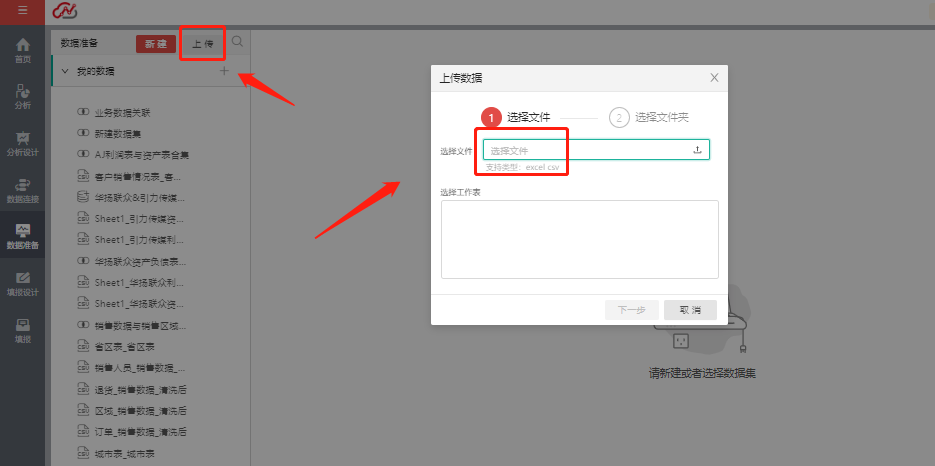 首页
分析
分析设计
数据连接
数据准备
填报设计
填报
数据准备
新 建
上 传
我的数据
业务数据关联
新建数据集
AJ利润表与资产表合集
客户销售情况表_客...
华扬联众&引力传媒...
Sheet1_引力传媒资...
Sheet1_引力传媒利...
华扬联众资产负债表...
Sheet1_华扬联众利...
Sheet1_华扬联众资...
销售数据与销售区域...
省区表_省区表
销售人员_销售数据_...
退货_销售数据_清洗后
区域_销售数据_清洗后
订单_销售数据_清洗后
城市表_城市表
上传数据
1 选择文件
2 选择文件夹
选择文件
选择文件
支持类型：excel csv
选择工作表
下一步
取 消
请新建或者选择数据集